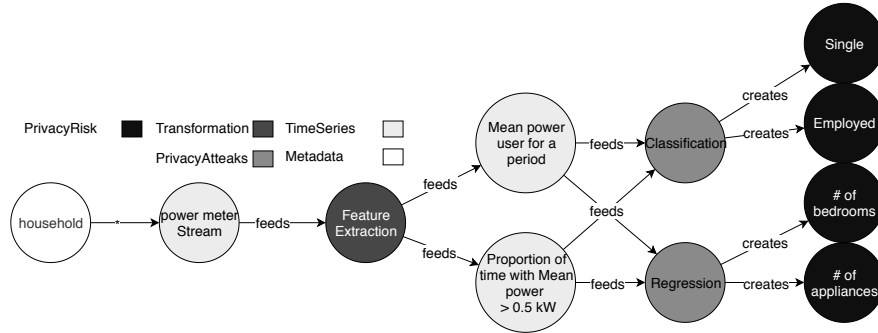 Single
creates
PrivacyRisk
Transformation
TimeSeries
PrivacyAtteaks
Metadata
Mean power
user for a
period
feeds
Classification
creates
Employed
feeds
feeds
household
*
power meter
Stream
feeds
Feature
Extraction
feeds
Proportion of
time with Mean
power
> 0.5 kW
feeds
Regression
creates
# of
bedrooms
creates
# of
appliances